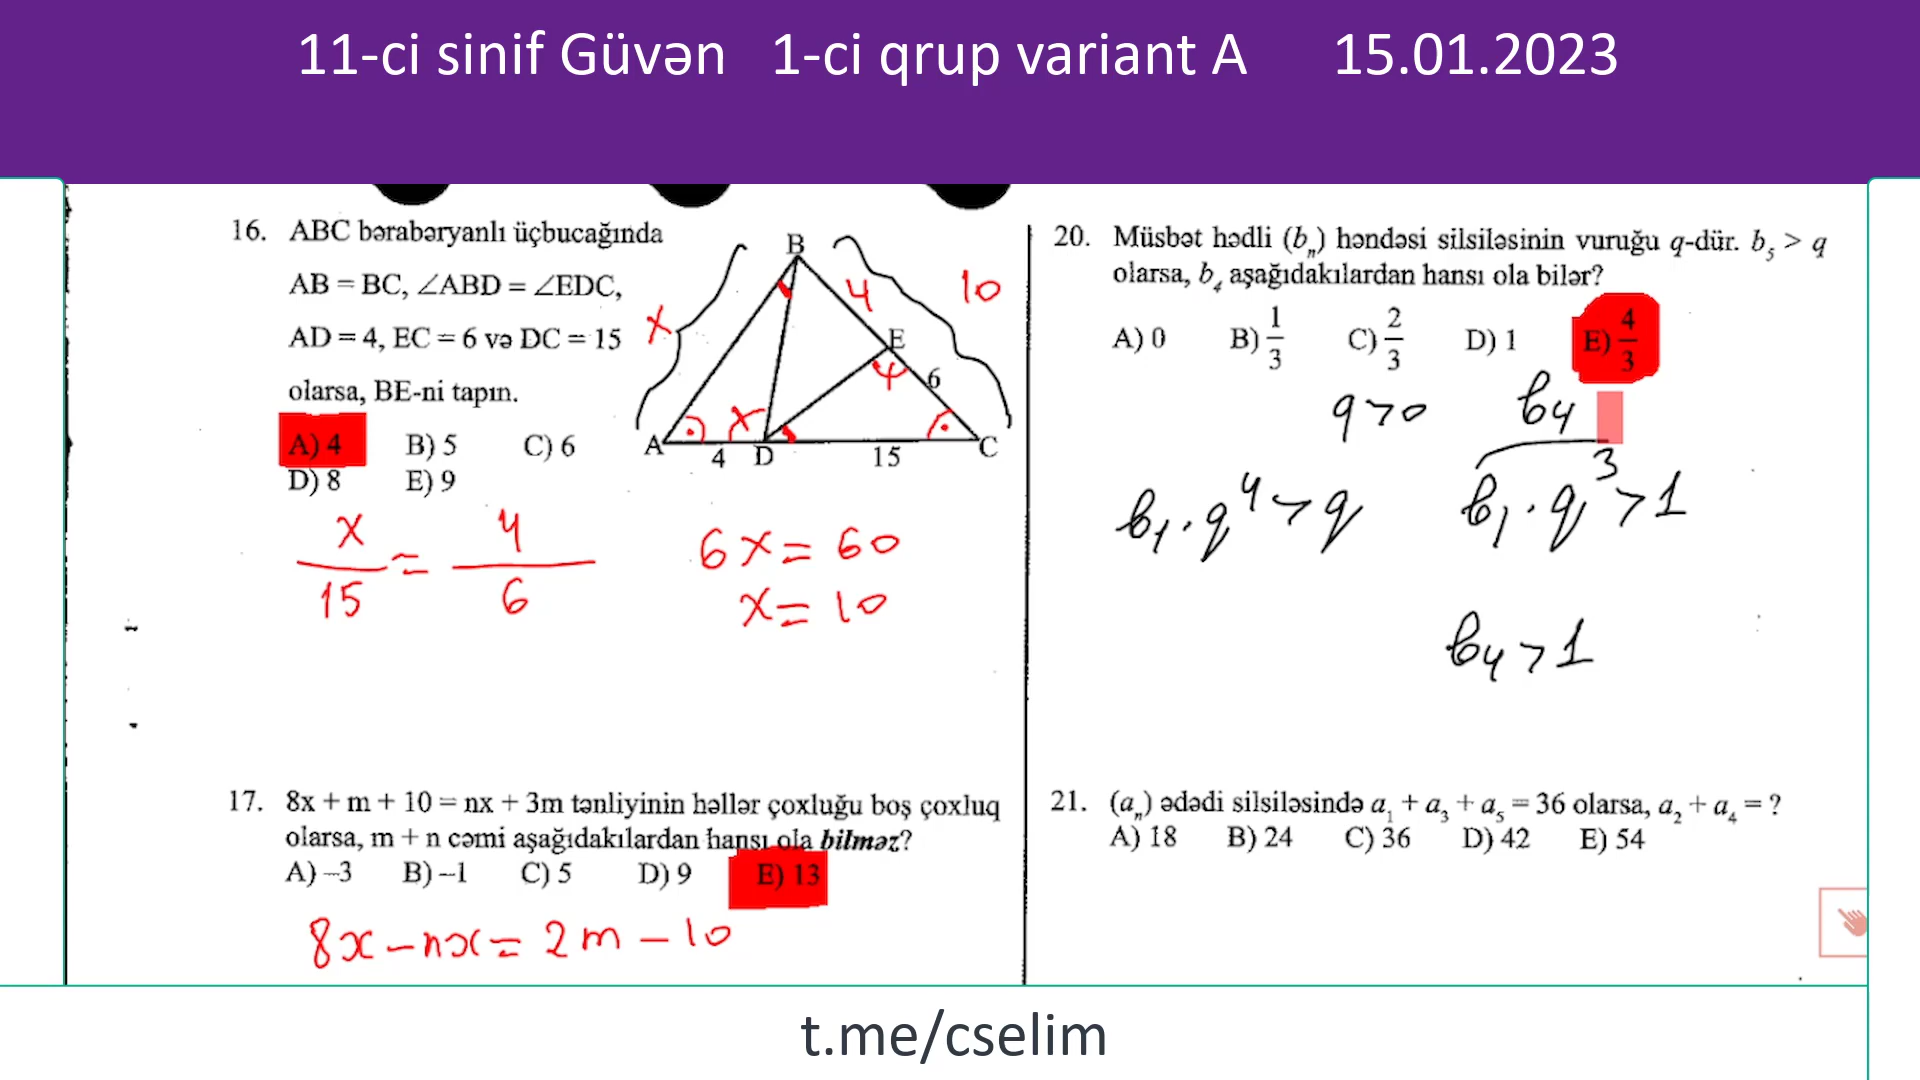 11-ci sinif Güvən 1-ci qrup variant A 15.01.2023
16. ABC bərabəryanlı üçbucağında
AB = BC, ∠ABD = ∠EDC,
AD = 4, EC = 6 və DC = 15
olarsa, BE-ni tapın.
A) 4 B) 5 C) 6
D) 8 E) 9
B
4
10
x
E
φ
6
x
A
4
D
15
C
x/15 = 4/6
6x = 60
x = 10
17. 8x + m + 10 = nx + 3m tənliyinin həllər çoxluğu boş çoxluq
olarsa, m + n cəmi aşağıdakılardan hansı ola bilməz?
A) –3 B) –1 C) 5 D) 9 E) 13
8x – nx = 2m – 10
20. Müsbət hədli (bₙ) həndəsi silsiləsinin vuruğu q-dür. b₅ > q
olarsa, b₄ aşağıdakılardan hansı ola bilər?
A) 0 B) 1/3 C) 2/3 D) 1 E) 4/3
q>0 b₄
b₁·q⁴>q b₁·q³>1
b₄>1
21. (aₙ) ədədi silsiləsində a₁ + a₃ + a₅ = 36 olarsa, a₂ + a₄ = ?
A) 18 B) 24 C) 36 D) 42 E) 54
t.me/cselim